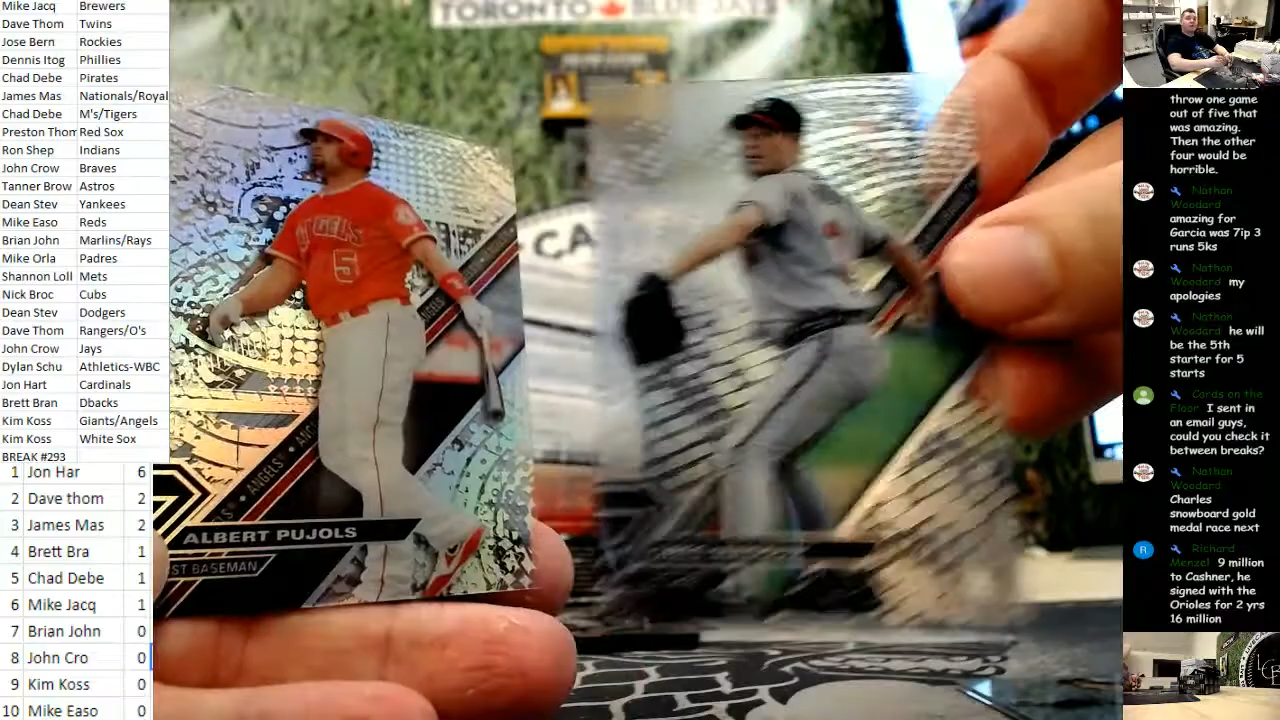 Mike Jacq Brewers
Dave Thom Twins
Jose Bern Rockies
Dennis Itog Phillies
Chad Debe Pirates
James Mas Nationals/Royal
Chad Debe M's/Tigers
Preston Thom Red Sox
Ron Shep Indians
John Crow Braves
Tanner Brow Astros
Dean Stev Yankees
Mike Easo Reds
Brian John Marlins/Rays
Mike Orla Padres
Shannon Loll Mets
Nick Broc Cubs
Dean Stev Dodgers
Dave Thom Rangers/O's
John Crow Jays
Dylan Schu Athletics-WBC
Jon Hart Cardinals
Brett Bran Dbacks
Kim Koss Giants/Angels
Kim Koss White Sox
BREAK #293
1 Jon Har 6
2 Dave thom 2
3 James Mas 2
4 Brett Bra 1
5 Chad Debe 1
6 Mike Jacq 1
7 Brian John 0
8 John Cro 0
9 Kim Koss 0
10 Mike Easo 0
TORONTO BLUE JAYS
CA
ANGELS
5
ANGELS
ANGELS
ALBERT PUJOLS
ST BASEMAN
throw one game
out of five that
was amazing.
Then the other
four would be
horrible.
Nathan
Woodard
amazing for
Garcia was 7ip 3
runs 5ks
Nathan
Woodard my
apologies
Nathan
Woodard he will
be the 5th
starter for 5
starts
Cards on the
Floor I sent in
an email guys,
could you check it
between breaks?
Nathan
Woodard
Charles
snowboard gold
medal race next
R Richard
Menzel 9 million
to Cashner, he
signed with the
Orioles for 2 yrs
16 million